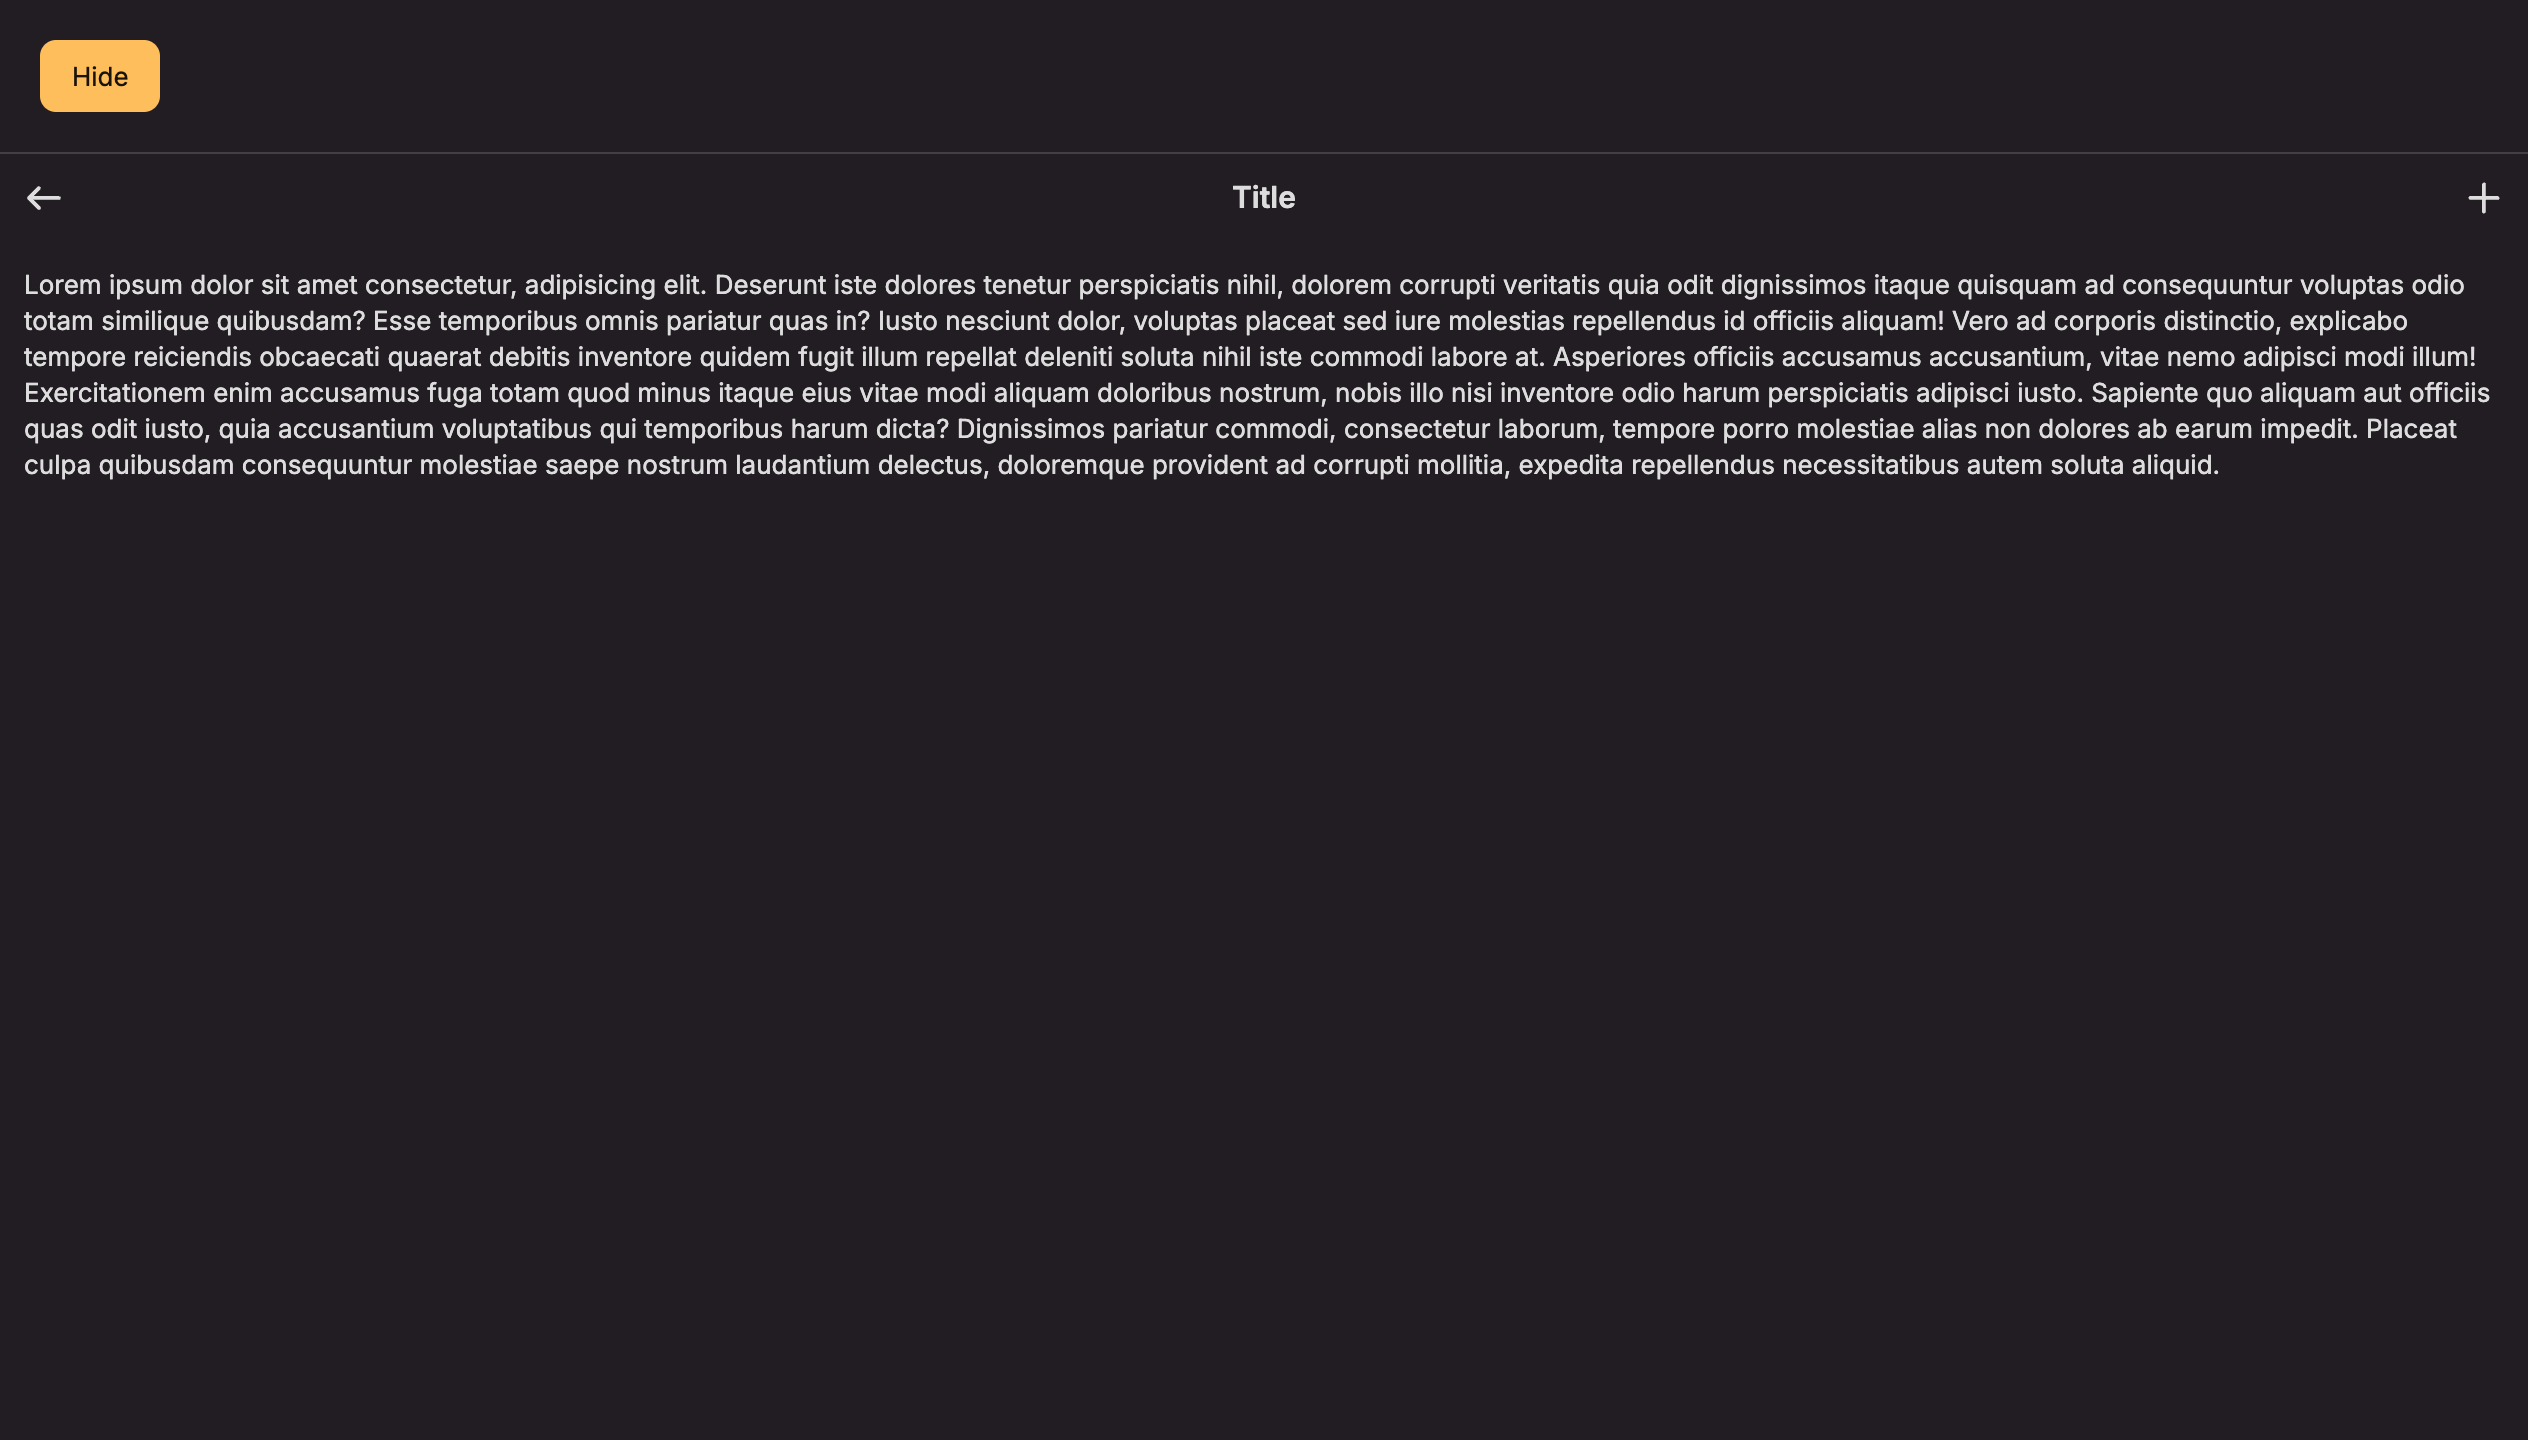 Hide
Title
Lorem ipsum dolor sit amet consectetur, adipisicing elit. Deserunt iste dolores tenetur perspiciatis nihil, dolorem corrupti veritatis quia odit dignissimos itaque quisquam ad consequuntur voluptas odio
totam similique quibusdam? Esse temporibus omnis pariatur quas in? Iusto nesciunt dolor, voluptas placeat sed iure molestias repellendus id officiis aliquam! Vero ad corporis distinctio, explicabo
tempore reiciendis obcaecati quaerat debitis inventore quidem fugit illum repellat deleniti soluta nihil iste commodi labore at. Asperiores officiis accusamus accusantium, vitae nemo adipisci modi illum!
Exercitationem enim accusamus fuga totam quod minus itaque eius vitae modi aliquam doloribus nostrum, nobis illo nisi inventore odio harum perspiciatis adipisci iusto. Sapiente quo aliquam aut officiis
quas odit iusto, quia accusantium voluptatibus qui temporibus harum dicta? Dignissimos pariatur commodi, consectetur laborum, tempore porro molestiae alias non dolores ab earum impedit. Placeat
culpa quibusdam consequuntur molestiae saepe nostrum laudantium delectus, doloremque provident ad corrupti mollitia, expedita repellendus necessitatibus autem soluta aliquid.